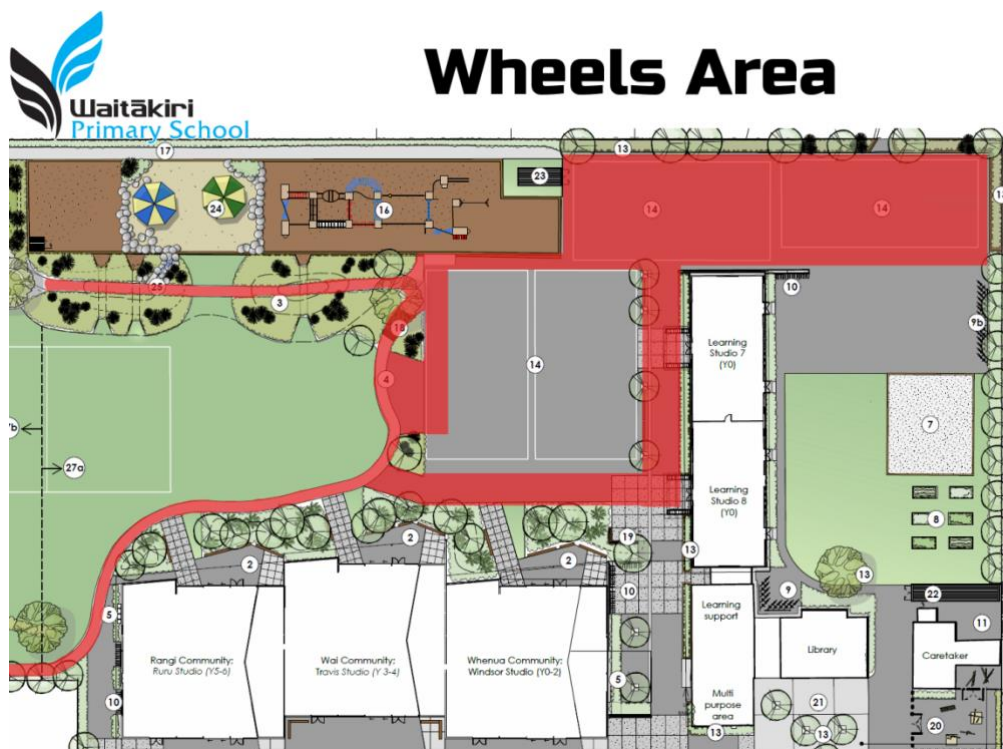 Waitākiri
Primary School
Wheels Area
17
13
23
24
16
14
14
13
25
3
10
18
9b
4
14
Learning
Studio 7
(Y0)
7
7b
27a
Learning
Studio 8
(Y0)
8
2
19
2
2
13
13
10
9
22
5
Learning
support
11
Rangi Community:
Ruru Studio (Y5-6)
Wai Community:
Travis Studio (Y 3-4)
Whenua Community:
Windsor Studio (Y0-2)
Library
Caretaker
5
10
Multi
purpose
area
21
20
13
13